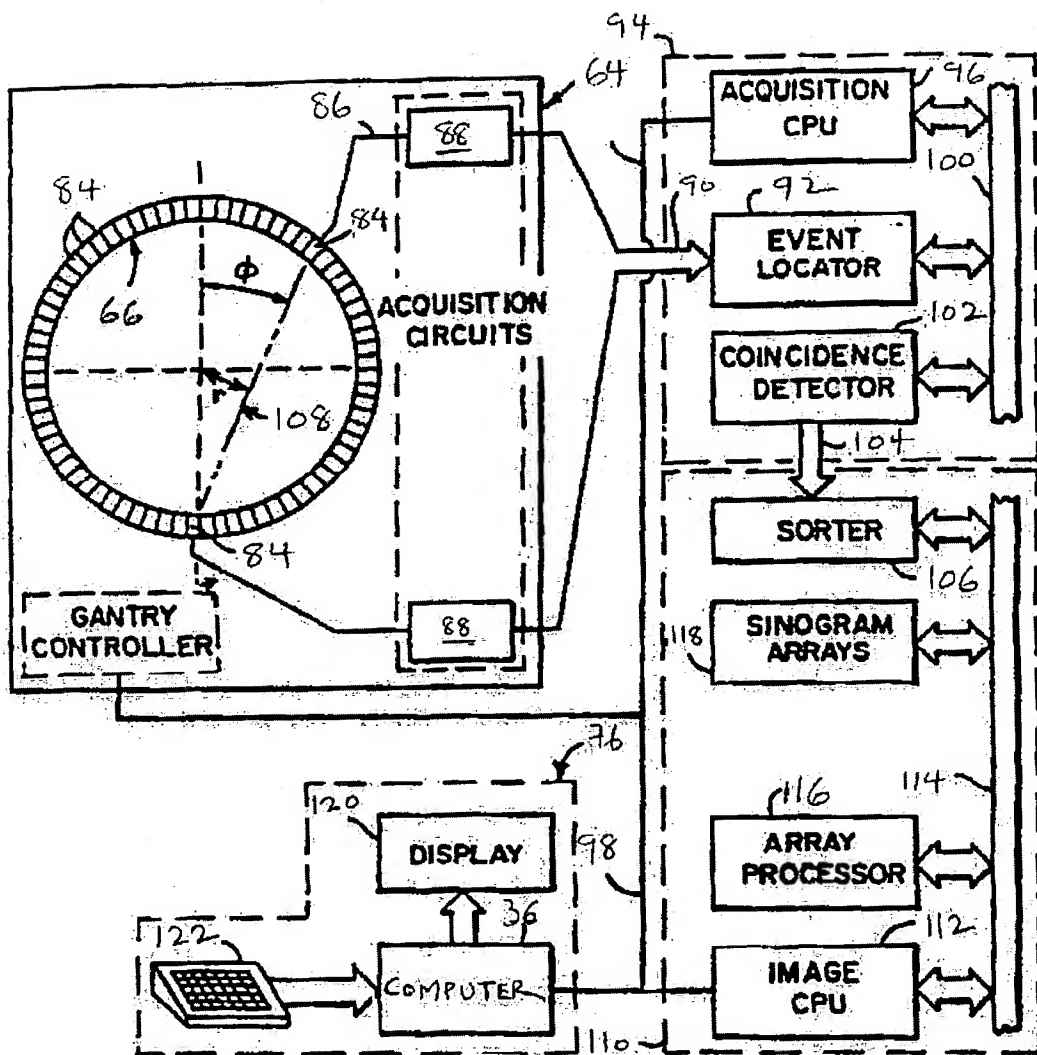 94
64
ACQUISITION
CPU
96
86
88
100
84
84
90
92
EVENT
LOCATOR
Φ
66
ACQUISITION
CIRCUITS
102
COINCIDENCE
DETECTOR
r
108
104
84
SORTER
106
GANTRY
CONTROLLER
88
118
SINOGRAM
ARRAYS
76
120
DISPLAY
98
116
ARRAY
PROCESSOR
114
36
122
COMPUTER
112
IMAGE
CPU
110